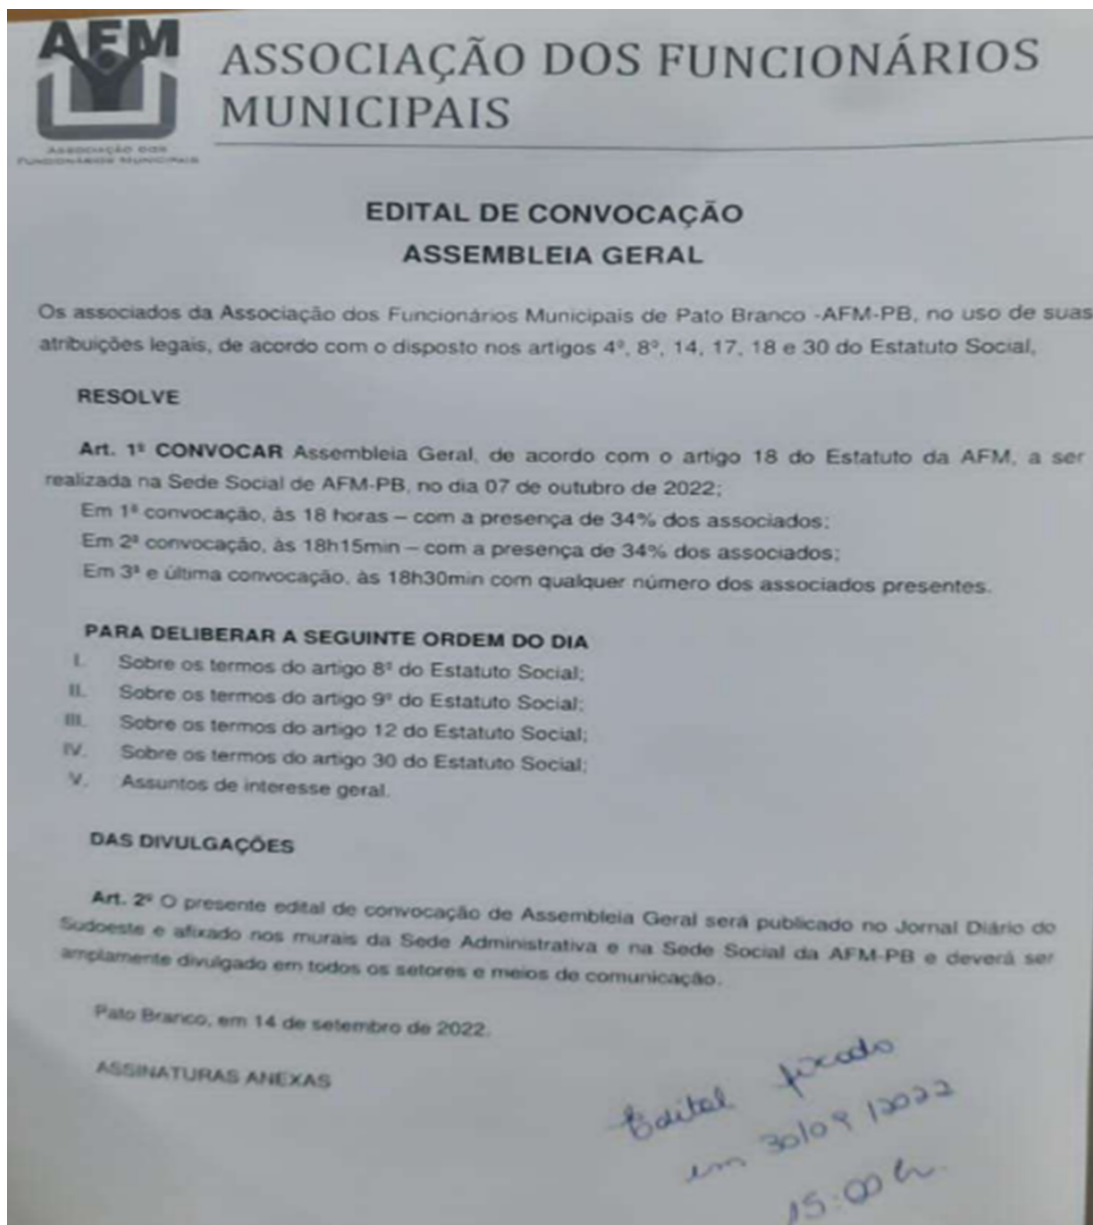 AFM
ASSOCIAÇÃO DOS
FUNCIONÁRIOS MUNICIPAIS
ASSOCIAÇÃO DOS FUNCIONÁRIOS
MUNICIPAIS
EDITAL DE CONVOCAÇÃO
ASSEMBLEIA GERAL
Os associados da Associação dos Funcionários Municipais de Pato Branco -AFM-PB, no uso de suas
atribuições legais, de acordo com o disposto nos artigos 4º, 8º, 14, 17, 18 e 30 do Estatuto Social,
RESOLVE
Art. 1º CONVOCAR Assembleia Geral, de acordo com o artigo 18 do Estatuto da AFM, a ser
realizada na Sede Social de AFM-PB, no dia 07 de outubro de 2022;
Em 1ª convocação, às 18 horas – com a presença de 34% dos associados;
Em 2ª convocação, às 18h15min – com a presença de 34% dos associados;
Em 3ª e última convocação, às 18h30min com qualquer número dos associados presentes.
PARA DELIBERAR A SEGUINTE ORDEM DO DIA
I. Sobre os termos do artigo 8º do Estatuto Social;
II. Sobre os termos do artigo 9º do Estatuto Social;
III. Sobre os termos do artigo 12 do Estatuto Social;
IV. Sobre os termos do artigo 30 do Estatuto Social;
V. Assuntos de interesse geral.
DAS DIVULGAÇÕES
Art. 2º O presente edital de convocação de Assembleia Geral será publicado no Jornal Diário do
Sudoeste e afixado nos murais da Sede Administrativa e na Sede Social da AFM-PB e deverá ser
amplamente divulgado em todos os setores e meios de comunicação.
Pato Branco, em 14 de setembro de 2022.
ASSINATURAS ANEXAS
Edital fixado
em 30/09/2022
15:00 h.